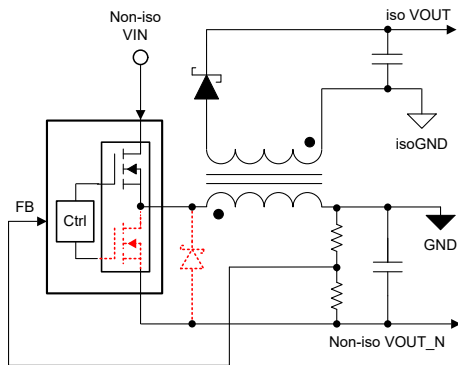 Non-iso
VIN
iso VOUT
isoGND
FB
Ctrl
GND
Non-iso VOUT_N